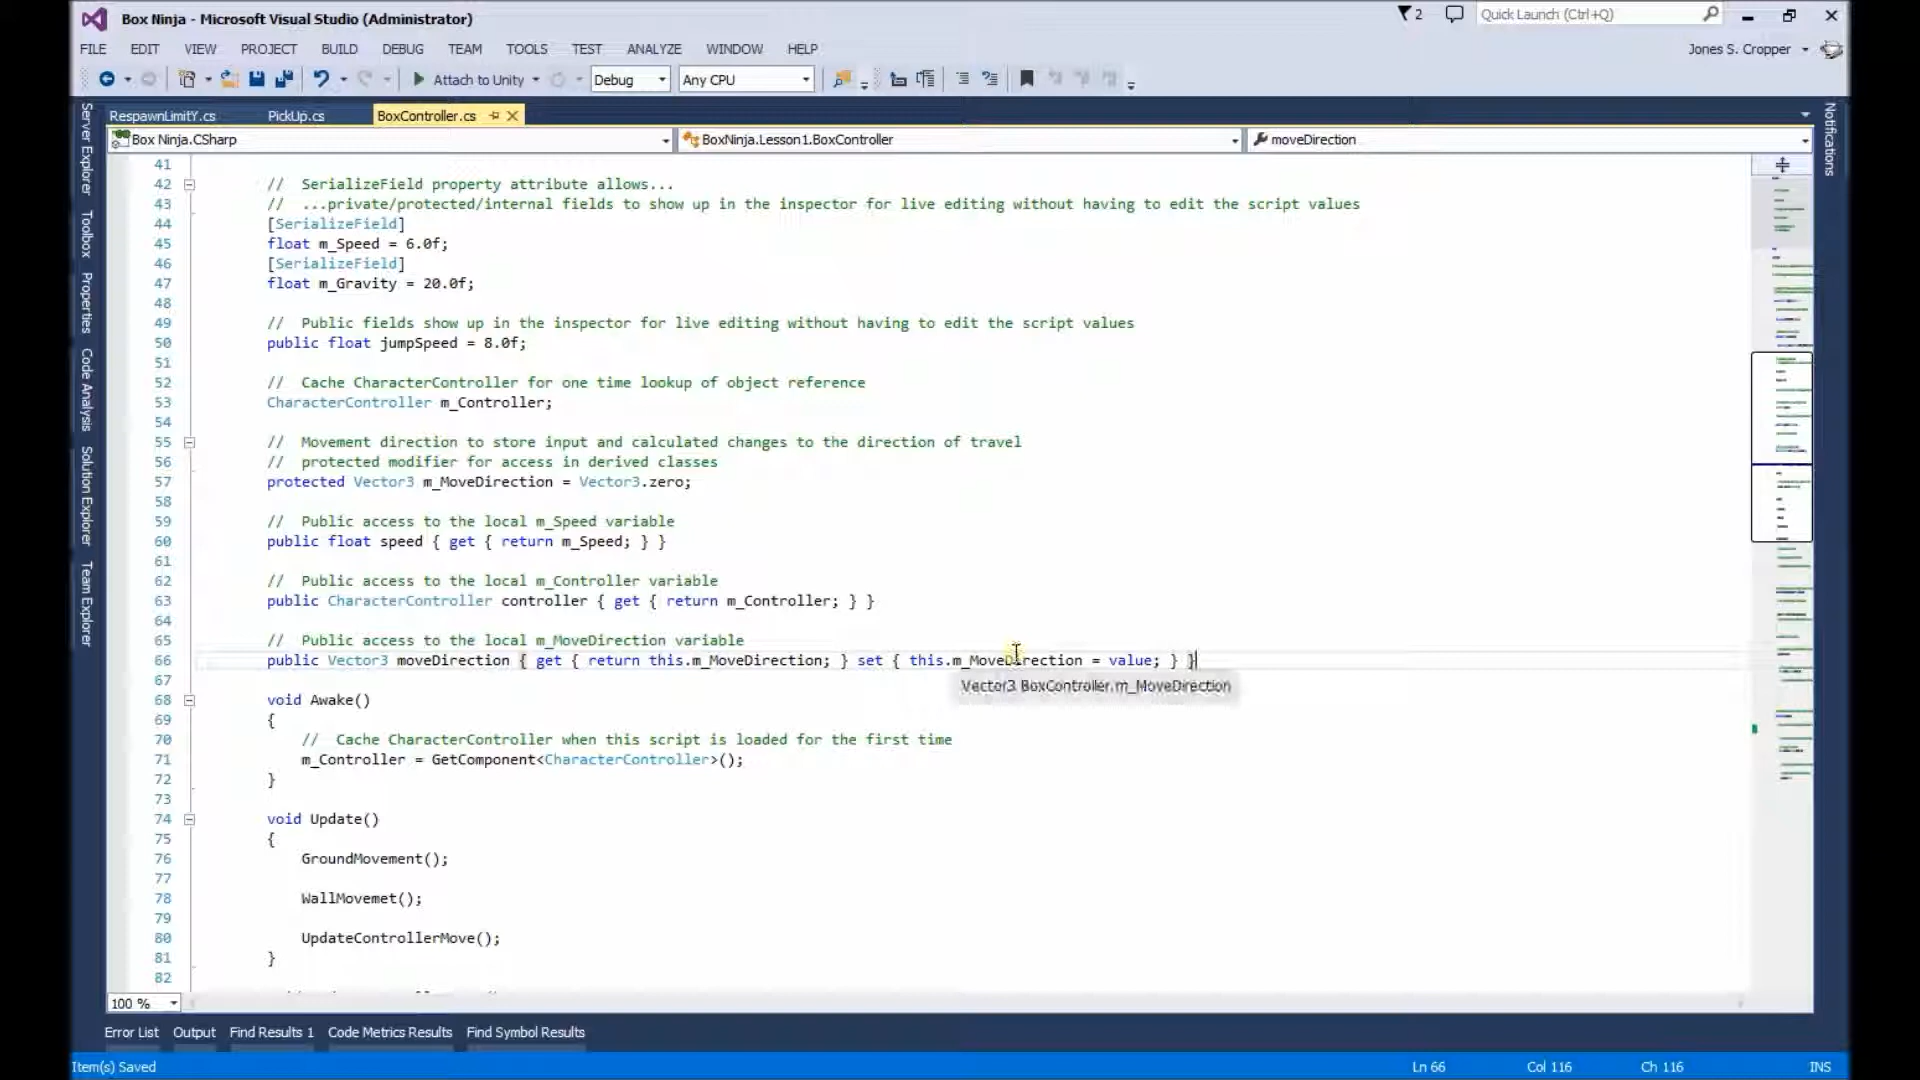 Box Ninja - Microsoft Visual Studio (Administrator)
2
Quick Launch (Ctrl+Q)
FILE EDIT VIEW PROJECT BUILD DEBUG TEAM TOOLS TEST ANALYZE WINDOW HELP
Jones S. Cropper
Attach to Unity
Debug
Any CPU
RespawnLimitY.cs PickUp.cs BoxController.cs
Box Ninja.CSharp BoxNinja.Lesson1.BoxController moveDirection
Server Explorer
Toolbox
Properties
Code Analysis
Solution Explorer
Team Explorer
Notifications
41
42 // SerializeField property attribute allows...
43 // ...private/protected/internal fields to show up in the inspector for live editing without having to edit the script values
44 [SerializeField]
45 float m_Speed = 6.0f;
46 [SerializeField]
47 float m_Gravity = 20.0f;
48
49 // Public fields show up in the inspector for live editing without having to edit the script values
50 public float jumpSpeed = 8.0f;
51
52 // Cache CharacterController for one time lookup of object reference
53 CharacterController m_Controller;
54
55 // Movement direction to store input and calculated changes to the direction of travel
56 // protected modifier for access in derived classes
57 protected Vector3 m_MoveDirection = Vector3.zero;
58
59 // Public access to the local m_Speed variable
60 public float speed { get { return m_Speed; } }
61
62 // Public access to the local m_Controller variable
63 public CharacterController controller { get { return m_Controller; } }
64
65 // Public access to the local m_MoveDirection variable
66 public Vector3 moveDirection { get { return this.m_MoveDirection; } set { this.m_MoveDirection = value; } }
67
Vector3 BoxController.m_MoveDirection
68 void Awake()
69 {
70 // Cache CharacterController when this script is loaded for the first time
71 m_Controller = GetComponent<CharacterController>();
72 }
73
74 void Update()
75 {
76 GroundMovement();
77
78 WallMovemet();
79
80 UpdateControllerMove();
81 }
82
100 %
Error List Output Find Results 1 Code Metrics Results Find Symbol Results
Item(s) Saved Ln 66 Col 116 Ch 116 INS